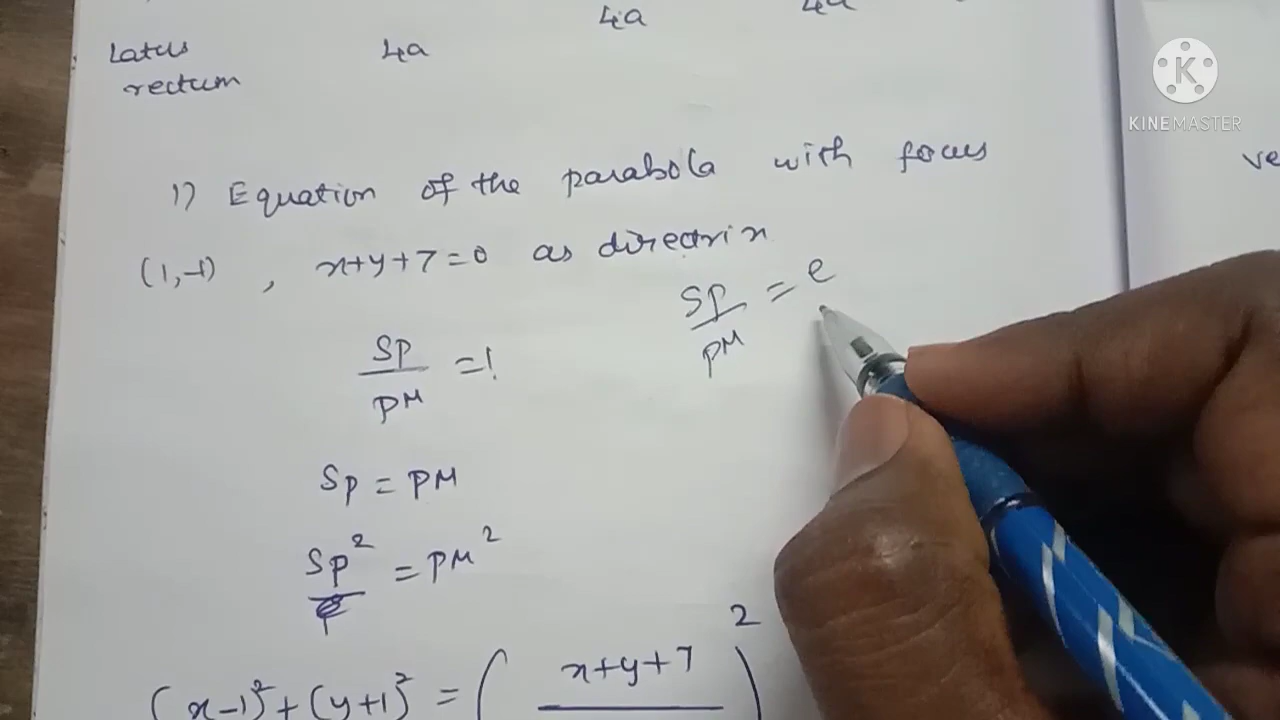 4a 4a
Latus 4a
rectum
K
KINEMASTER
1) Equation of the parabola with focus
(1,-1) , x+y+7=0 as directrix
SP/PM = e
SP/PM = 1
SP = PM
SP² = PM²
(x-1)²+(y+1)² = (x+y+7)²